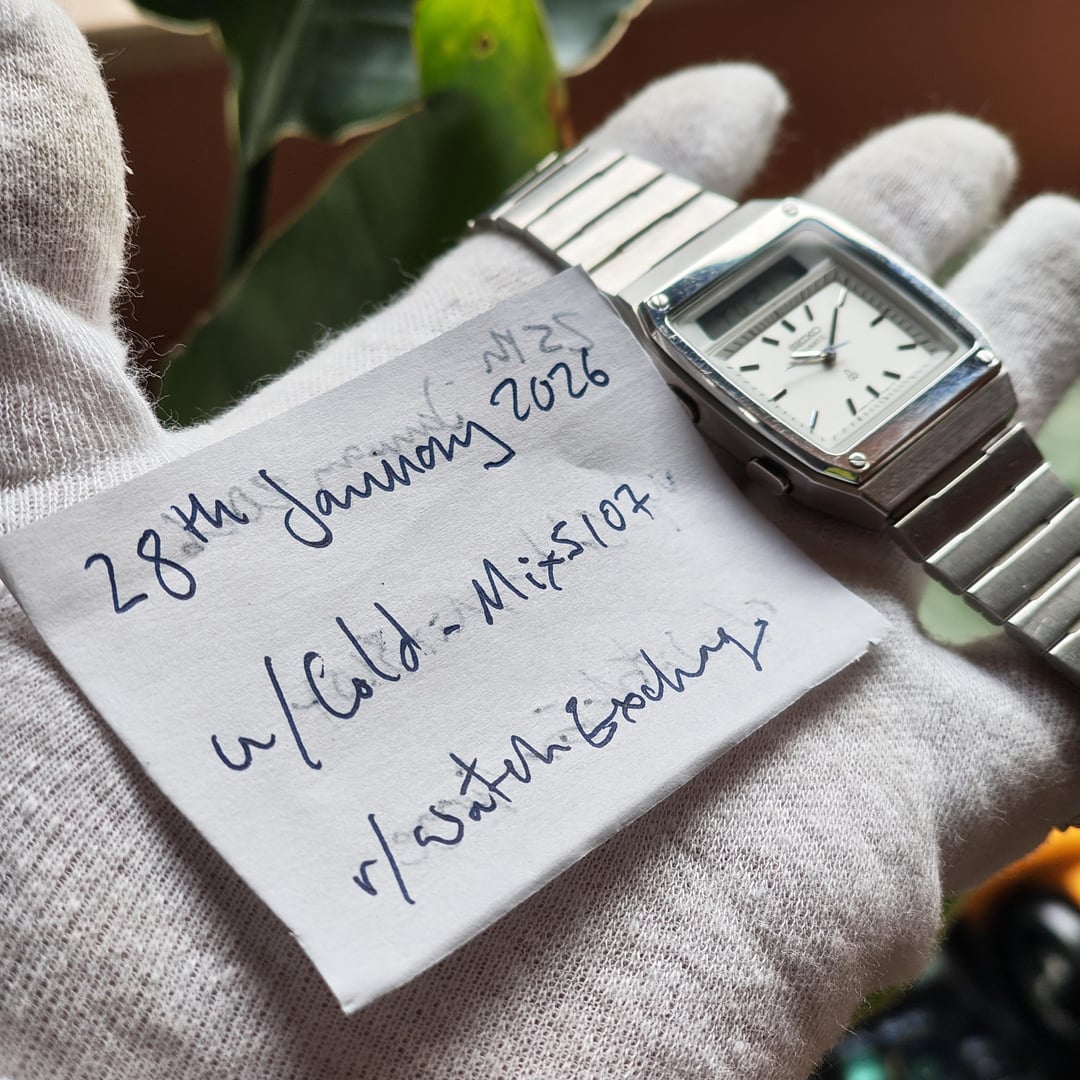 28th January 2026
u/Cold-Mix5107
r/WatchExchange
SEIKO